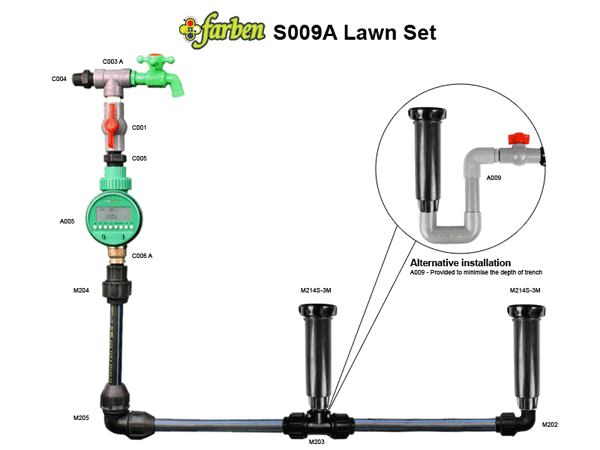 farben S009A Lawn Set
C003 A
C004
C001
C005
A009
A005
C006 A
Alternative installation
A009 - Provided to minimise the depth of trench
M204
M214S-3M
M214S-3M
M205
M202
M203